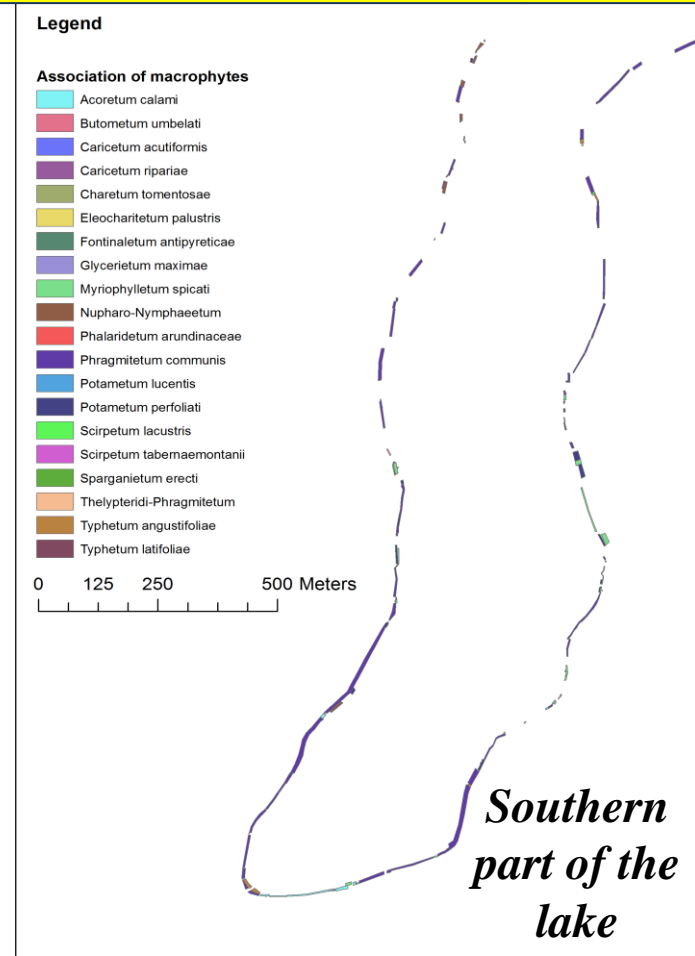 Legend
Association of macrophytes
Acoretum calami
Butometum umbelati
Caricetum acutiformis
Caricetum ripariae
Charetum tomentosae
Eleocharitetum palustris
Fontinaletum antipyreticae
Glycerietum maximae
Myriophylletum spicati
Nupharo-Nymphaeetum
Phalaridetum arundinaceae
Phragmitetum communis
Potametum lucentis
Potametum perfoliati
Scirpetum lacustris
Scirpetum tabernaemontanii
Sparganietum erecti
Thelypteridi-Phragmitetum
Typhetum angustifoliae
Typhetum latifoliae
0 125 250 500 Meters
Southern
part of the
lake